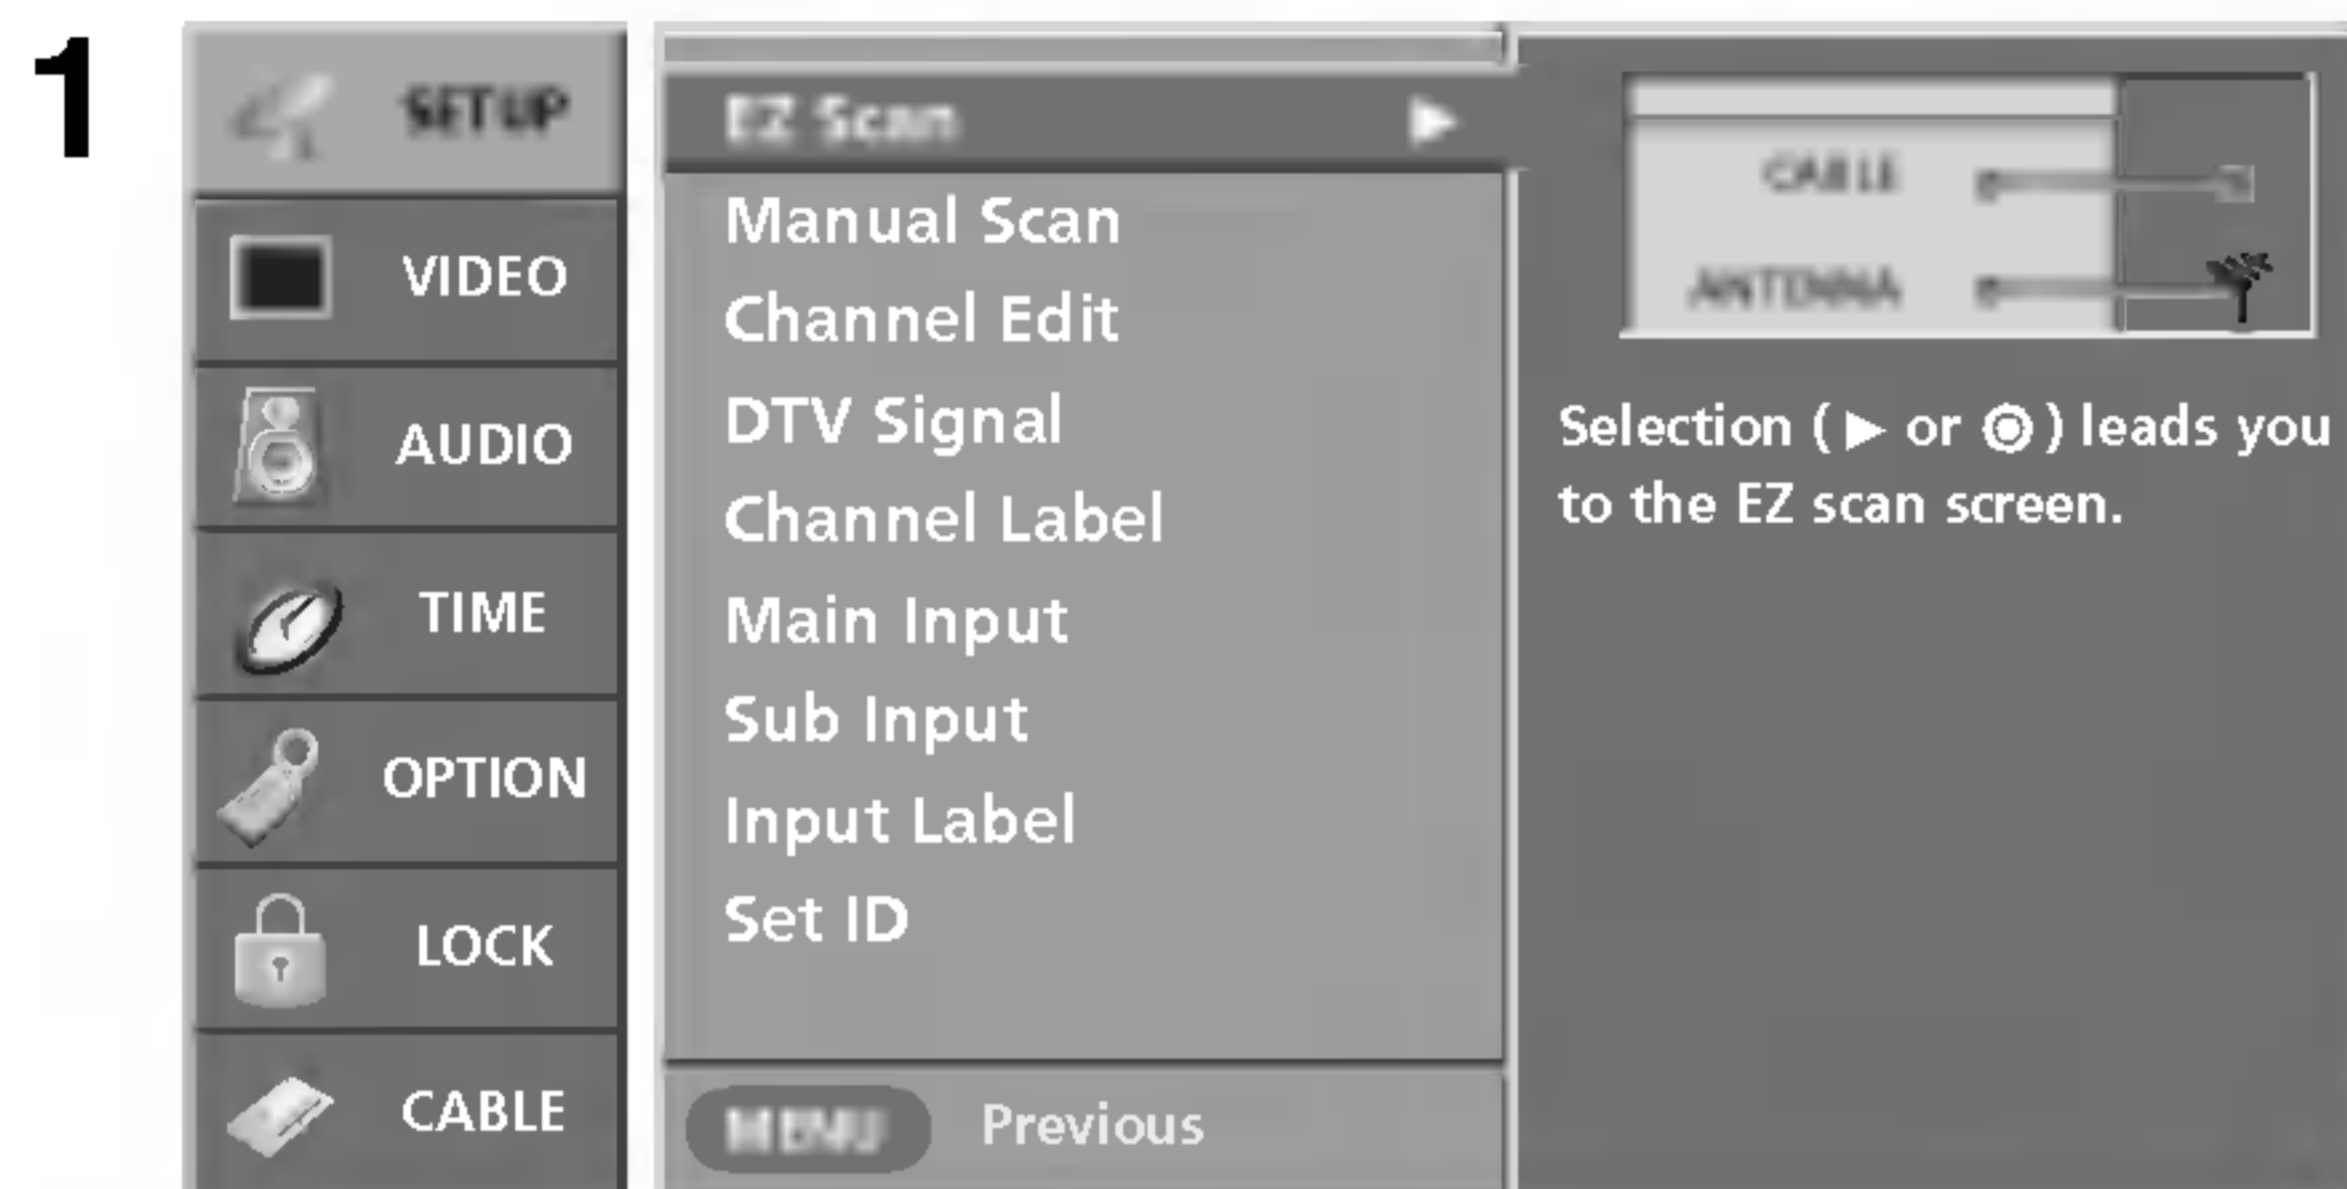 1
SETUP
VIDEO
AUDIO
TIME
OPTION
LOCK
CABLE
EZ Scan ▶
Manual Scan
Channel Edit
DTV Signal
Channel Label
Main Input
Sub Input
Input Label
Set ID
MENU Previous
CABLE
ANTENNA
Selection ( ▶ or ◎ ) leads you
to the EZ scan screen.